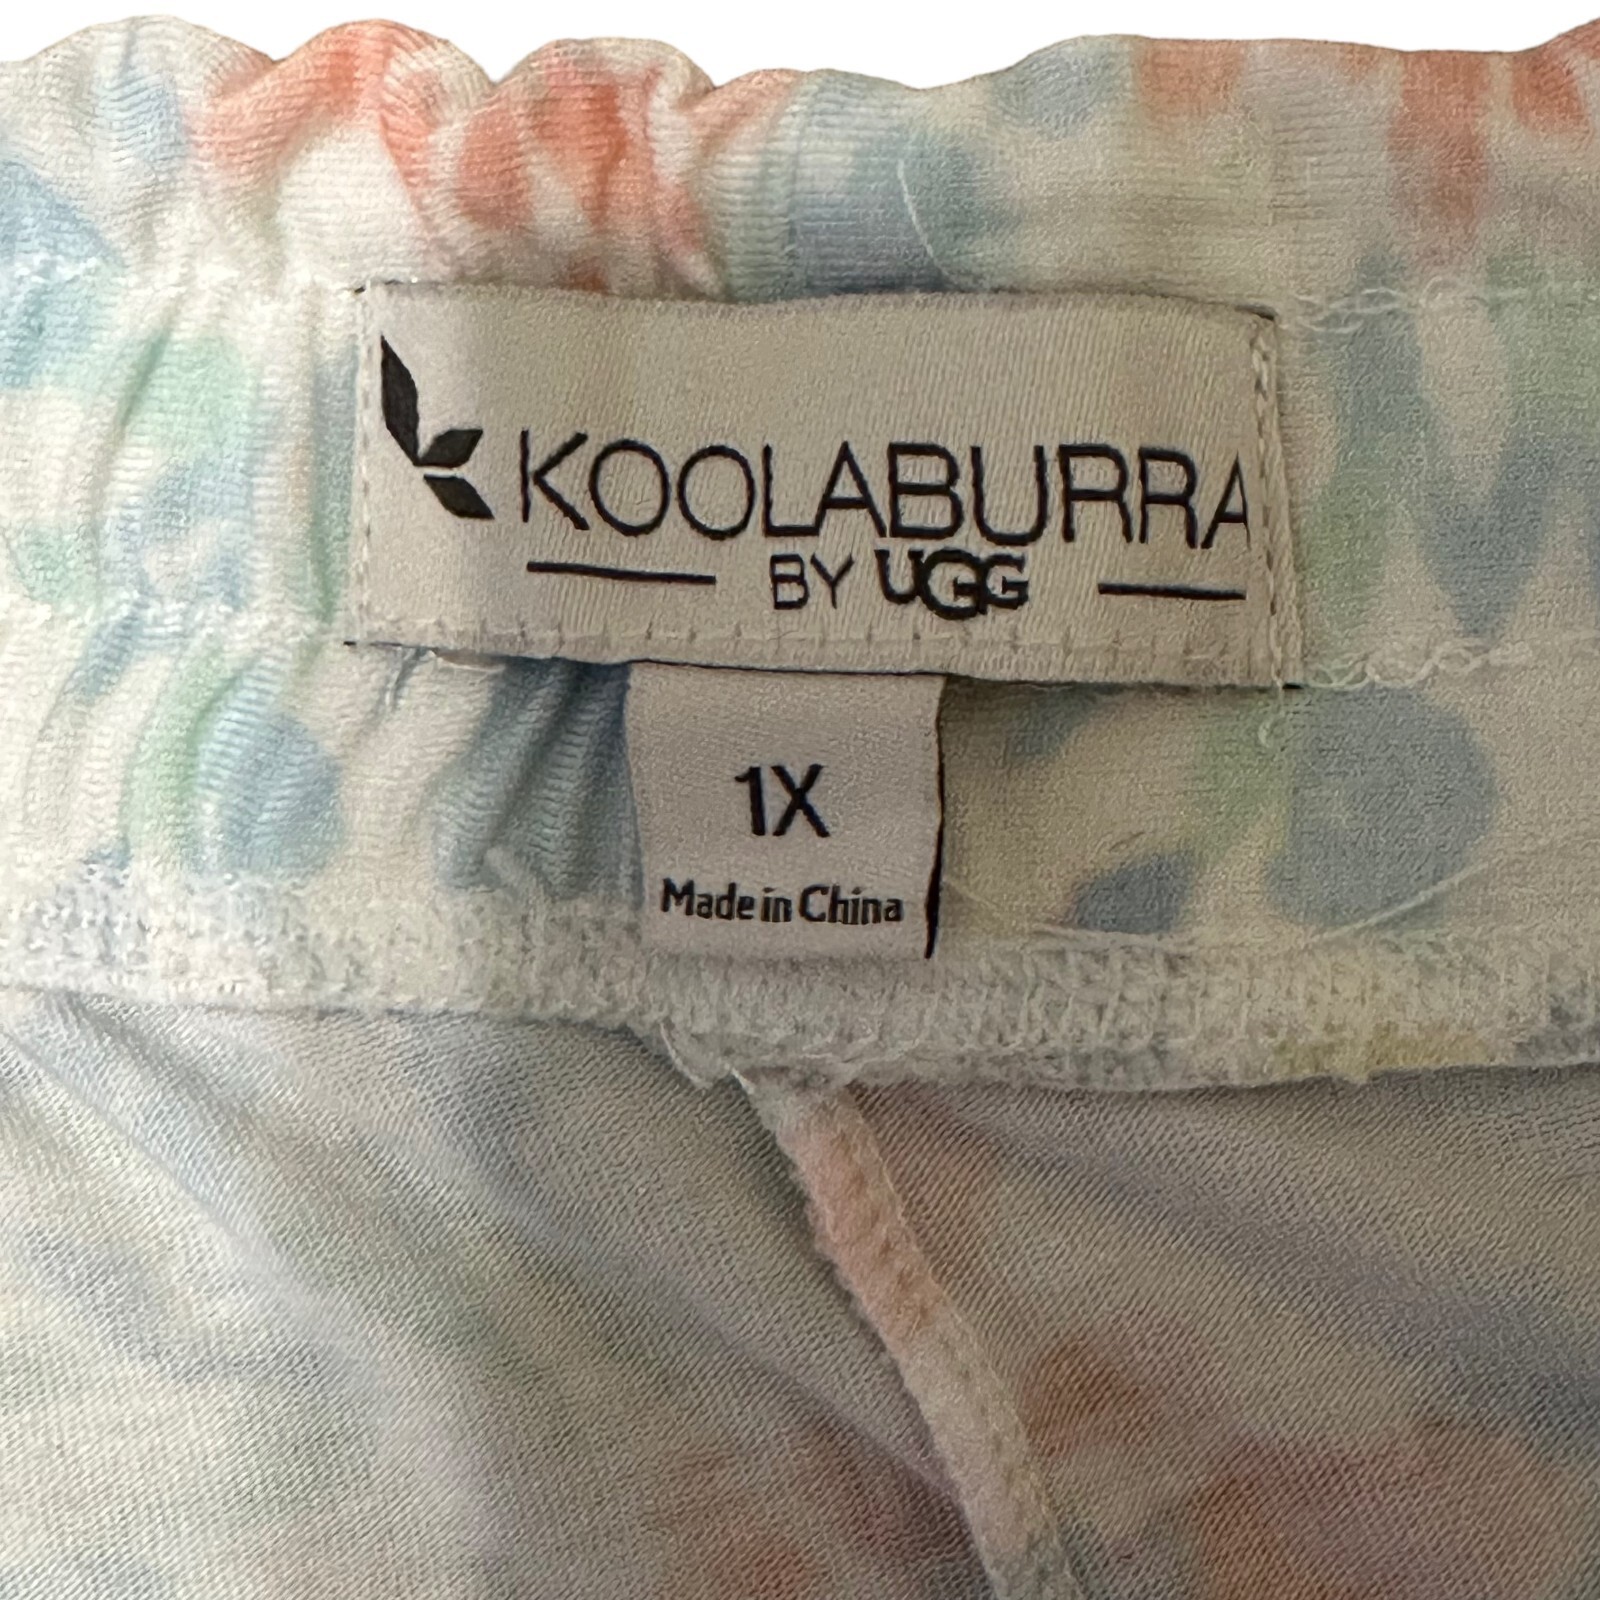 KOOLABURRA
BY UGG
1X
Made in China